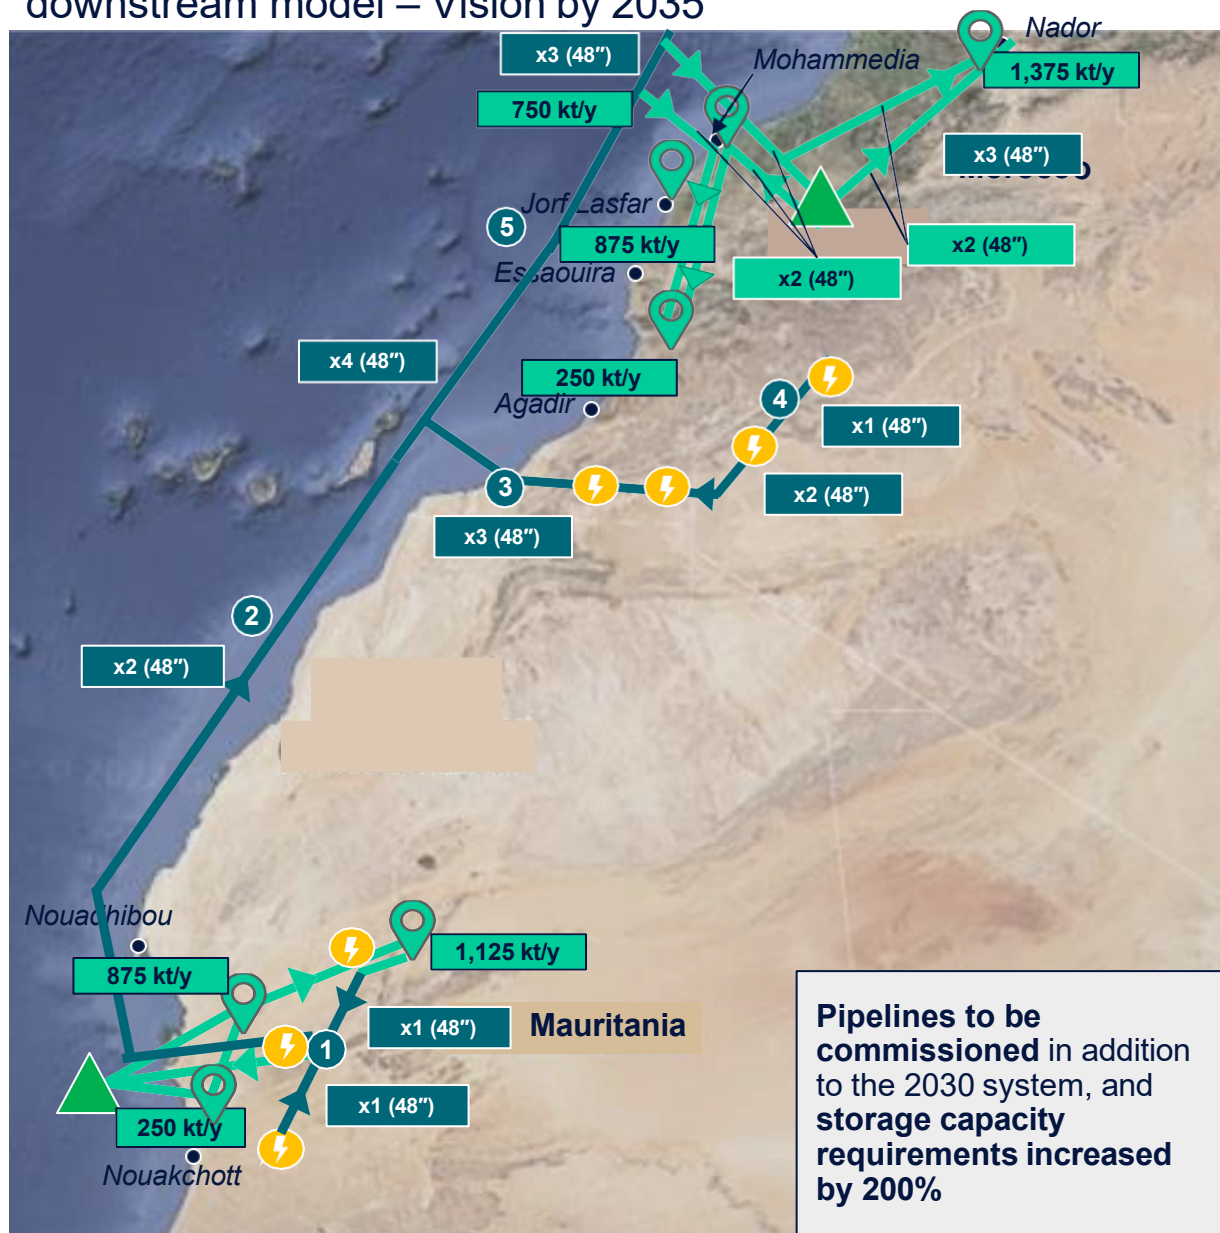 downstream model – Vision by 2035
Nador
x3 (48″)
Mohammedia
1,375 kt/y
750 kt/y
x3 (48″)
Jorf Lasfar
5
875 kt/y
x2 (48″)
Essaouira
x2 (48″)
x4 (48″)
250 kt/y
4
Agadir
x1 (48″)
3
x2 (48″)
x3 (48″)
2
x2 (48″)
Nouadhibou
1,125 kt/y
875 kt/y
x1 (48″)
Mauritania
1
x1 (48″)
250 kt/y
Nouakchott
Pipelines to be
commissioned in addition
to the 2030 system, and
storage capacity
requirements increased
by 200%